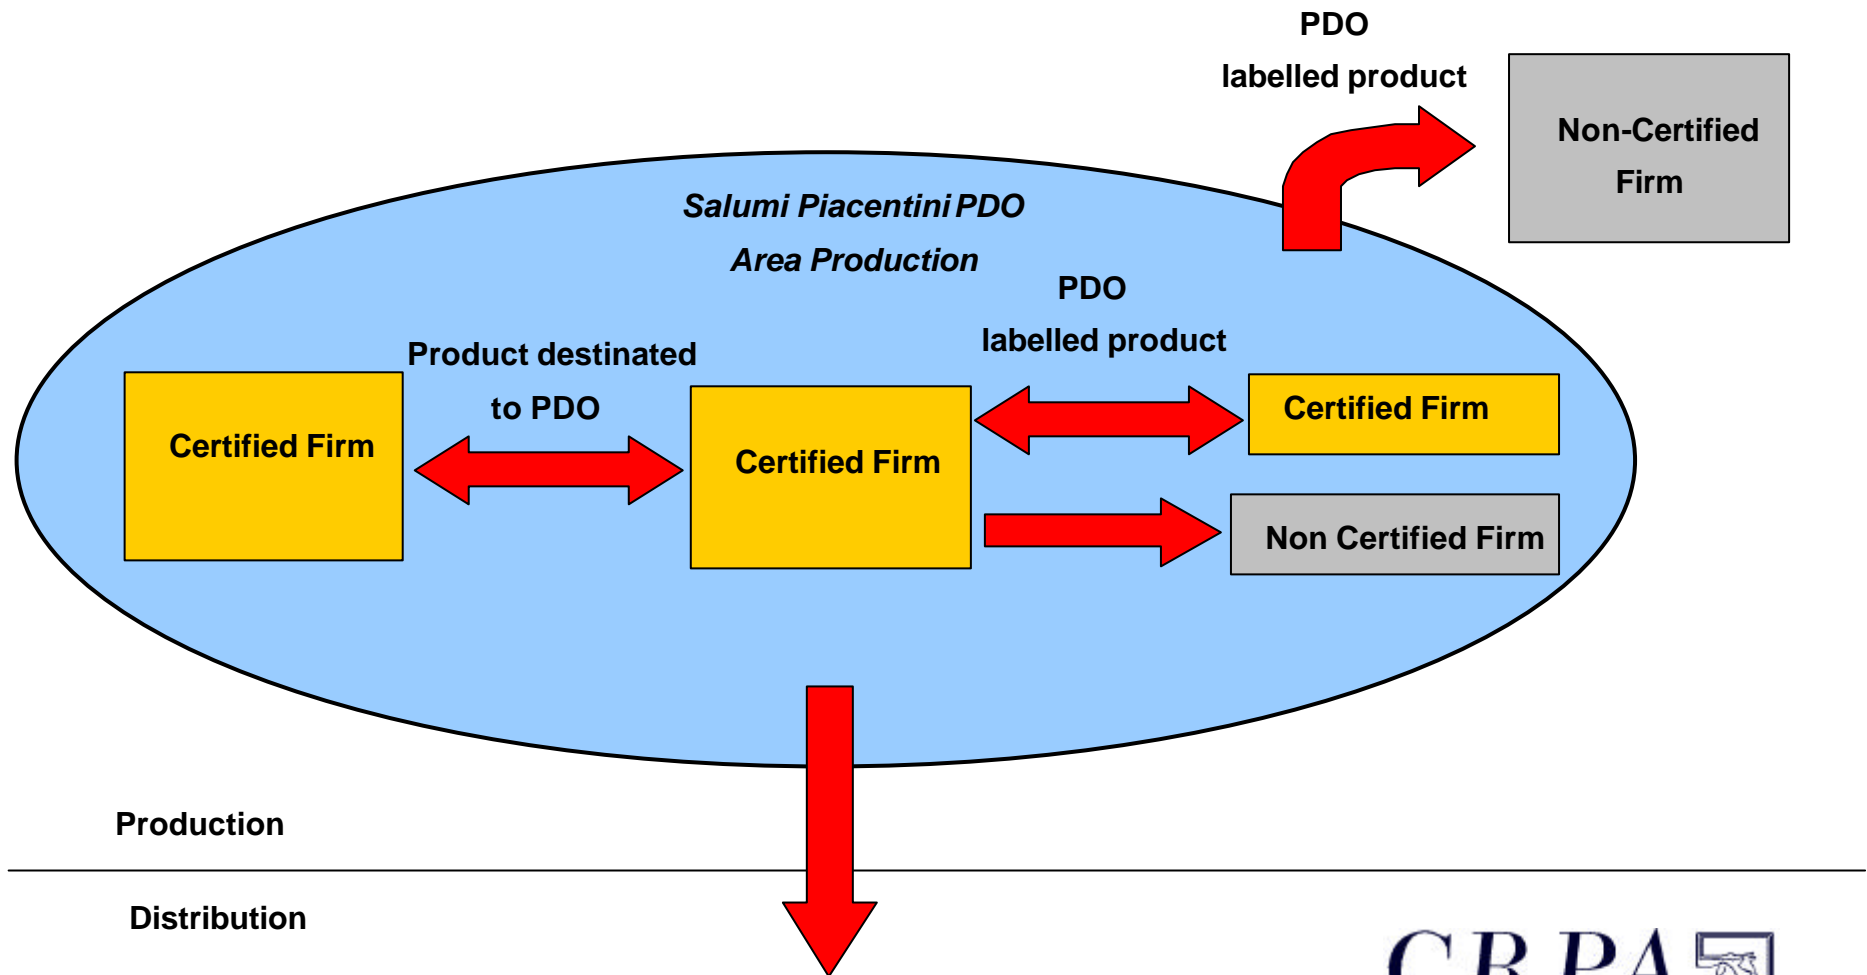 PDO
labelled product
Non-Certified
Firm
Salumi Piacentini PDO
Area Production
PDO
labelled product
Product destinated
to PDO
Certified Firm
Certified Firm
Certified Firm
Non Certified Firm
Production
Distribution
C R P A